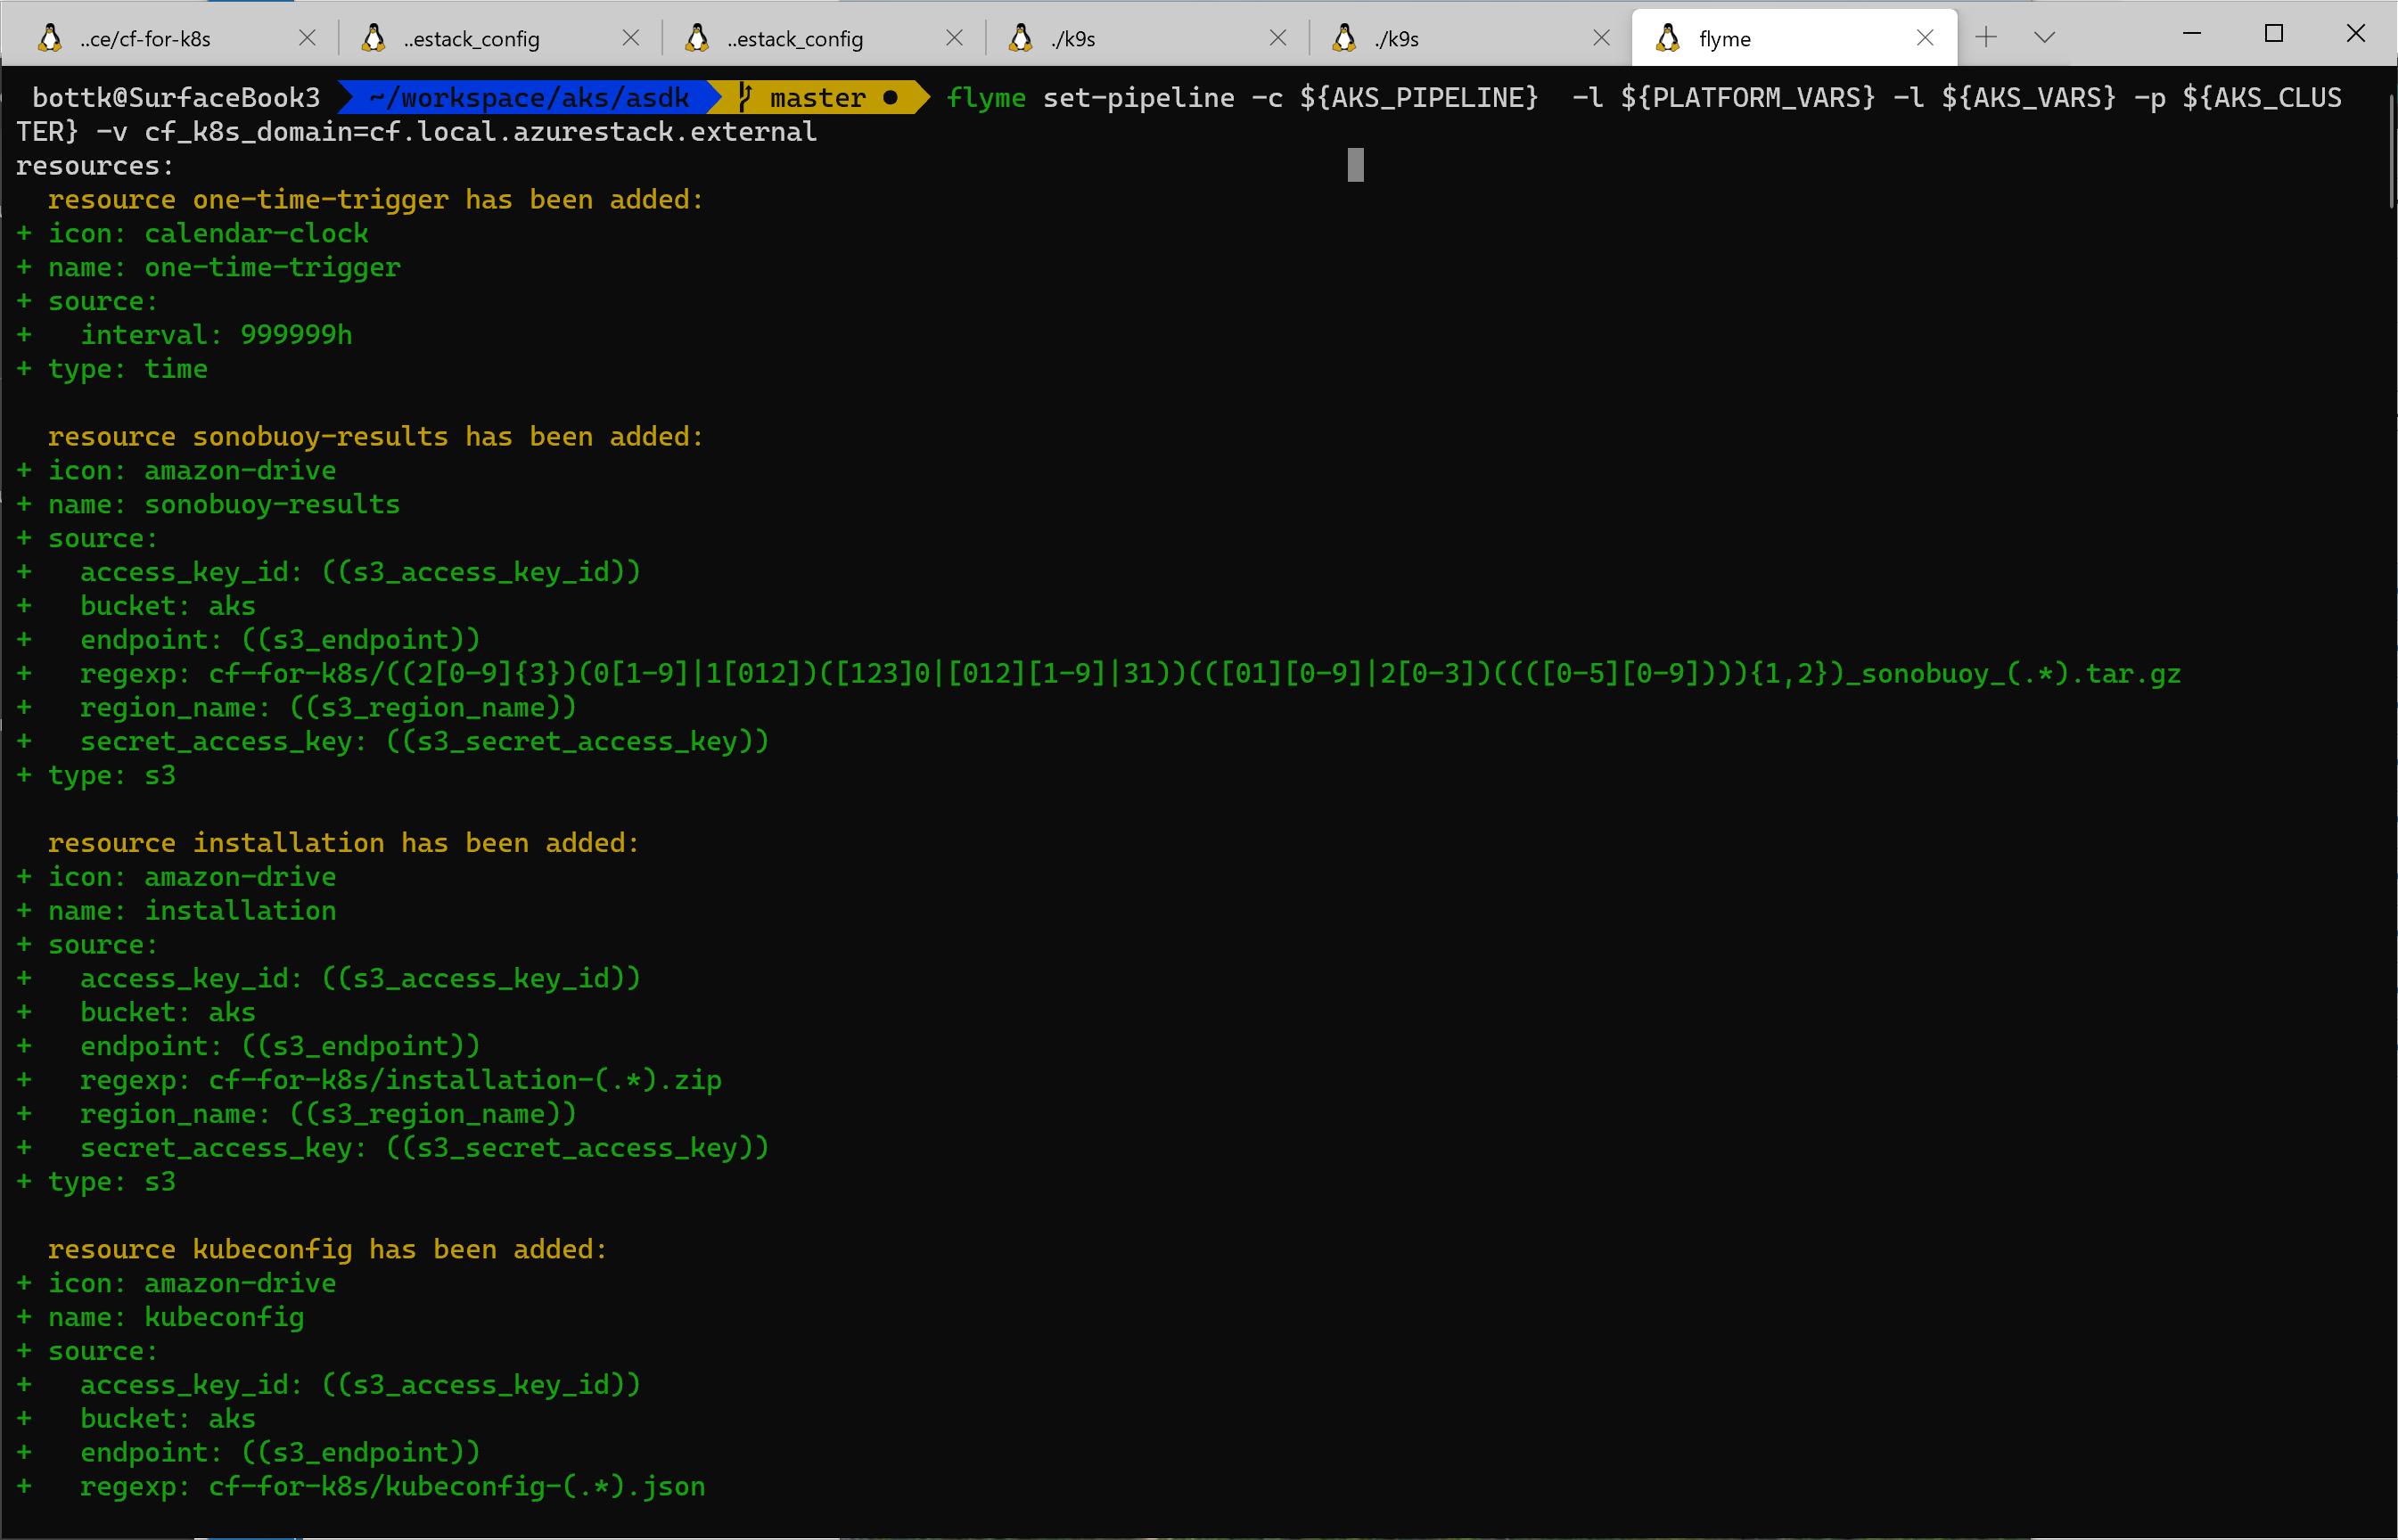 ..ce/cf-for-k8s ..estack_config ..estack_config ./k9s ./k9s flyme
bottk@SurfaceBook3 ~/workspace/aks/asdk master ● flyme set-pipeline -c ${AKS_PIPELINE}  -l ${PLATFORM_VARS} -l ${AKS_VARS} -p ${AKS_CLUS
TER} -v cf_k8s_domain=cf.local.azurestack.external
resources:
  resource one-time-trigger has been added:
+ icon: calendar-clock
+ name: one-time-trigger
+ source:
+   interval: 999999h
+ type: time
  resource sonobuoy-results has been added:
+ icon: amazon-drive
+ name: sonobuoy-results
+ source:
+   access_key_id: ((s3_access_key_id))
+   bucket: aks
+   endpoint: ((s3_endpoint))
+   regexp: cf-for-k8s/((2[0-9]{3})(0[1-9]|1[012])([123]0|[012][1-9]|31))(([01][0-9]|2[0-3])((([0-5][0-9]))){1,2})_sonobuoy_(.*).tar.gz
+   region_name: ((s3_region_name))
+   secret_access_key: ((s3_secret_access_key))
+ type: s3
  resource installation has been added:
+ icon: amazon-drive
+ name: installation
+ source:
+   access_key_id: ((s3_access_key_id))
+   bucket: aks
+   endpoint: ((s3_endpoint))
+   regexp: cf-for-k8s/installation-(.*).zip
+   region_name: ((s3_region_name))
+   secret_access_key: ((s3_secret_access_key))
+ type: s3
  resource kubeconfig has been added:
+ icon: amazon-drive
+ name: kubeconfig
+ source:
+   access_key_id: ((s3_access_key_id))
+   bucket: aks
+   endpoint: ((s3_endpoint))
+   regexp: cf-for-k8s/kubeconfig-(.*).json